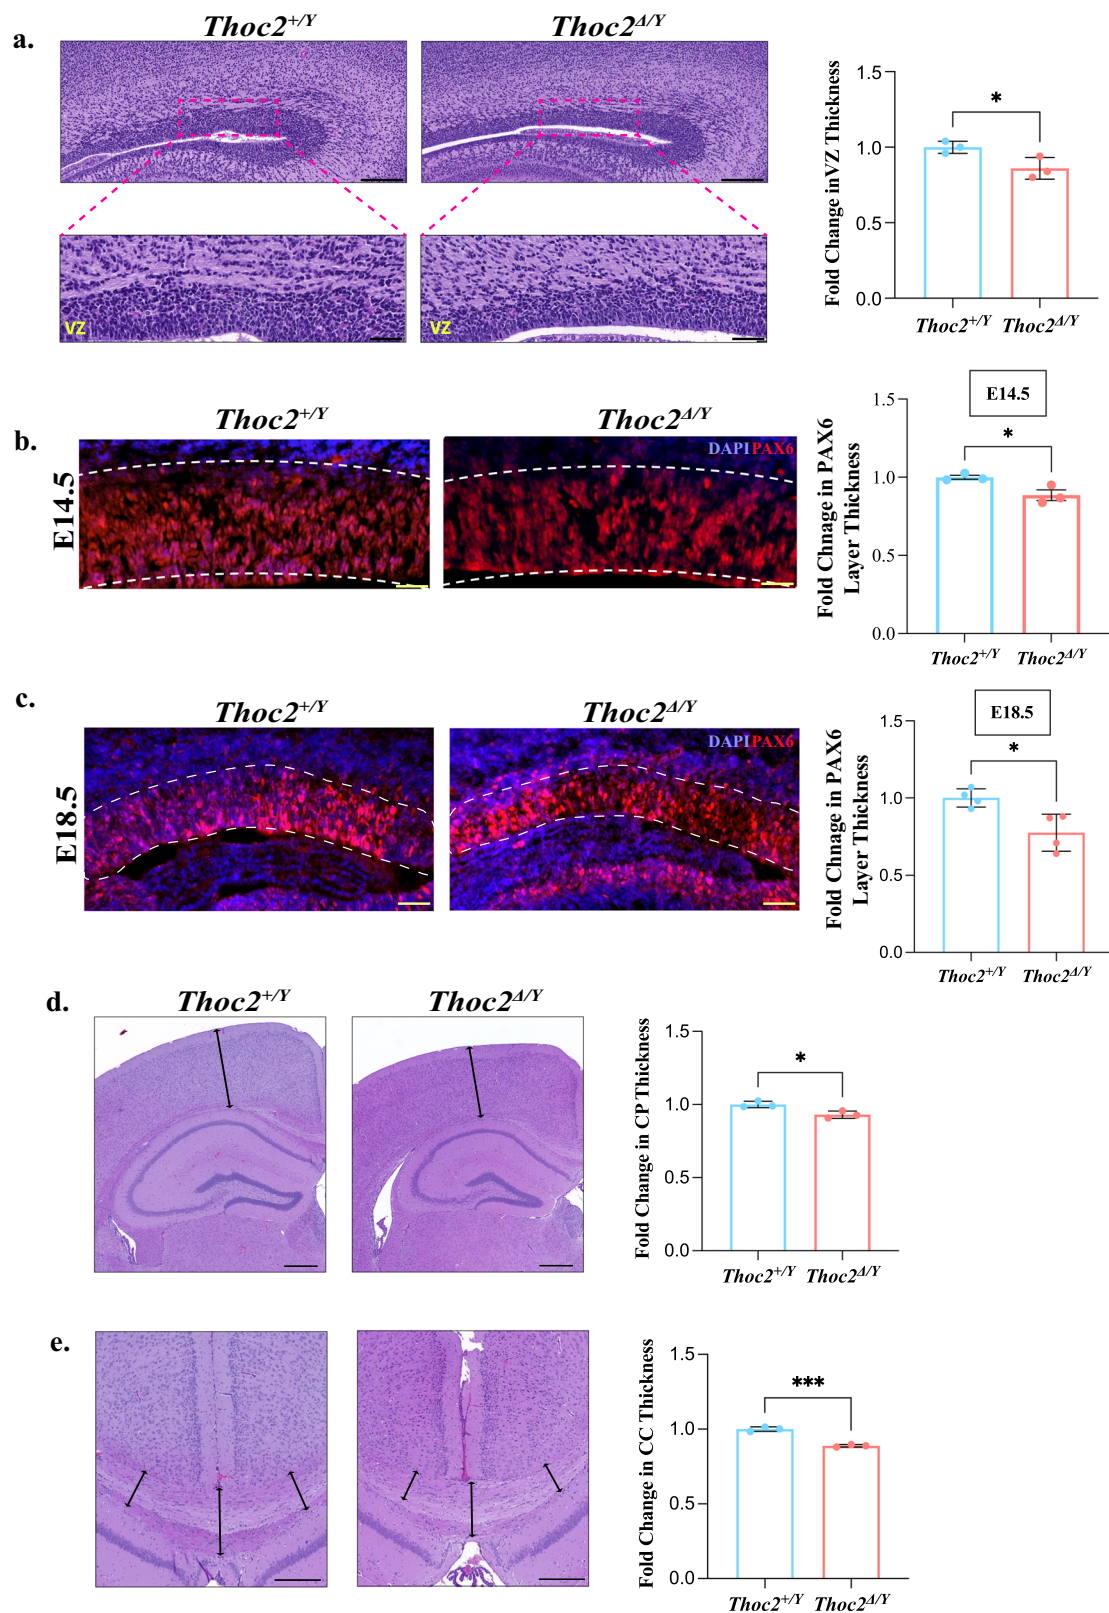 a.
Thoc2+/Y
Thoc2Δ/Y
VZ
VZ
Fold Change inVZ Thickness
1.5
1.0
0.5
0.0
*
Thoc2+/Y
Thoc2Δ/Y
b.
Thoc2+/Y
Thoc2Δ/Y
E14.5
DAPI PAX6
E14.5
Fold Chnage in PAX6
Layer Thickness
1.5
1.0
0.5
0.0
*
Thoc2+/Y
Thoc2Δ/Y
c.
Thoc2+/Y
Thoc2Δ/Y
E18.5
DAPI PAX6
E18.5
Fold Chnage in PAX6
Layer Thickness
1.5
1.0
0.5
0.0
*
Thoc2+/Y
Thoc2Δ/Y
d.
Thoc2+/Y
Thoc2Δ/Y
Fold Change in CP Thickness
1.5
1.0
0.5
0.0
*
Thoc2+/Y
Thoc2Δ/Y
e.
Fold Change in CC Thickness
1.5
1.0
0.5
0.0
***
Thoc2+/Y
Thoc2Δ/Y